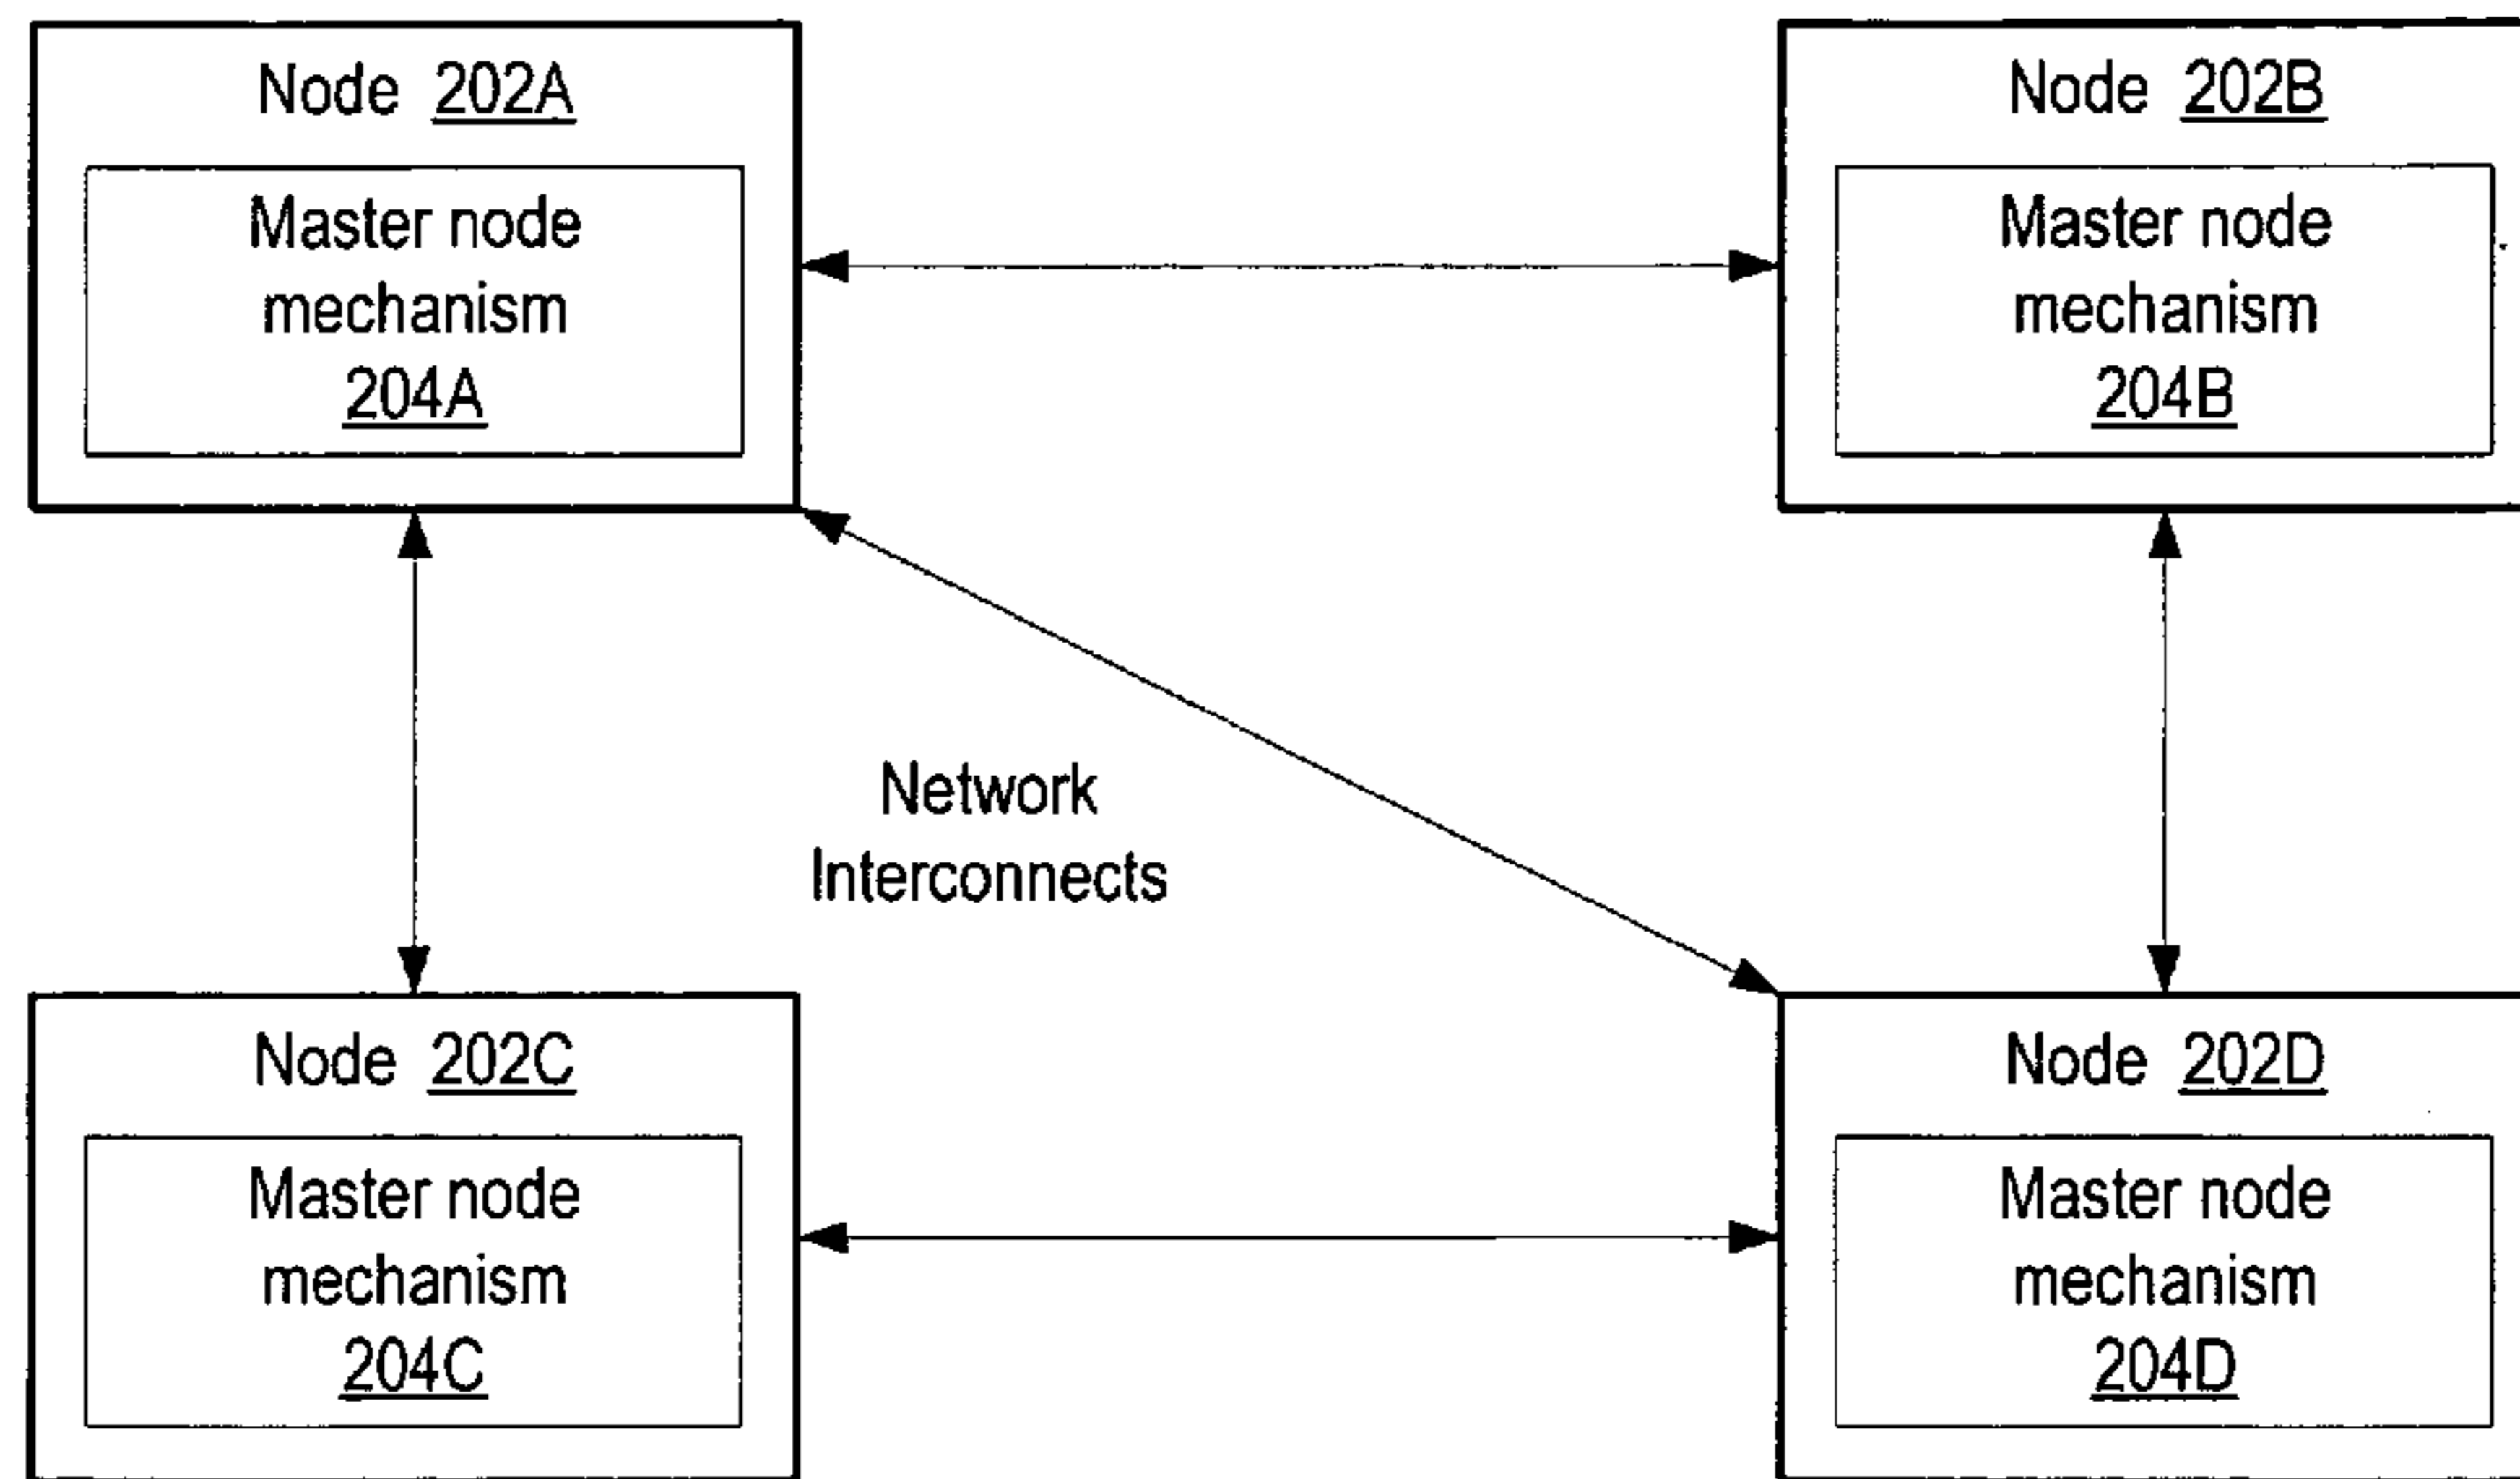 Node 202A
Master node
mechanism
204A
Node 202B
Master node
mechanism
204B
Network
Interconnects
Node 202C
Master node
mechanism
204C
Node 202D
Master node
mechanism
204D